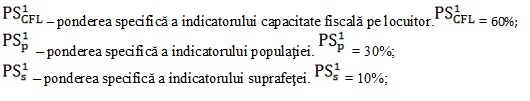 PS¹CFL – ponderea specifică a indicatorului capacitate fiscală pe locuitor. PS¹CFL = 60%;
PS¹p – ponderea specifică a indicatorului populației. PS¹p = 30%;
PS¹s – ponderea specifică a indicatorului suprafeței. PS¹s = 10%;